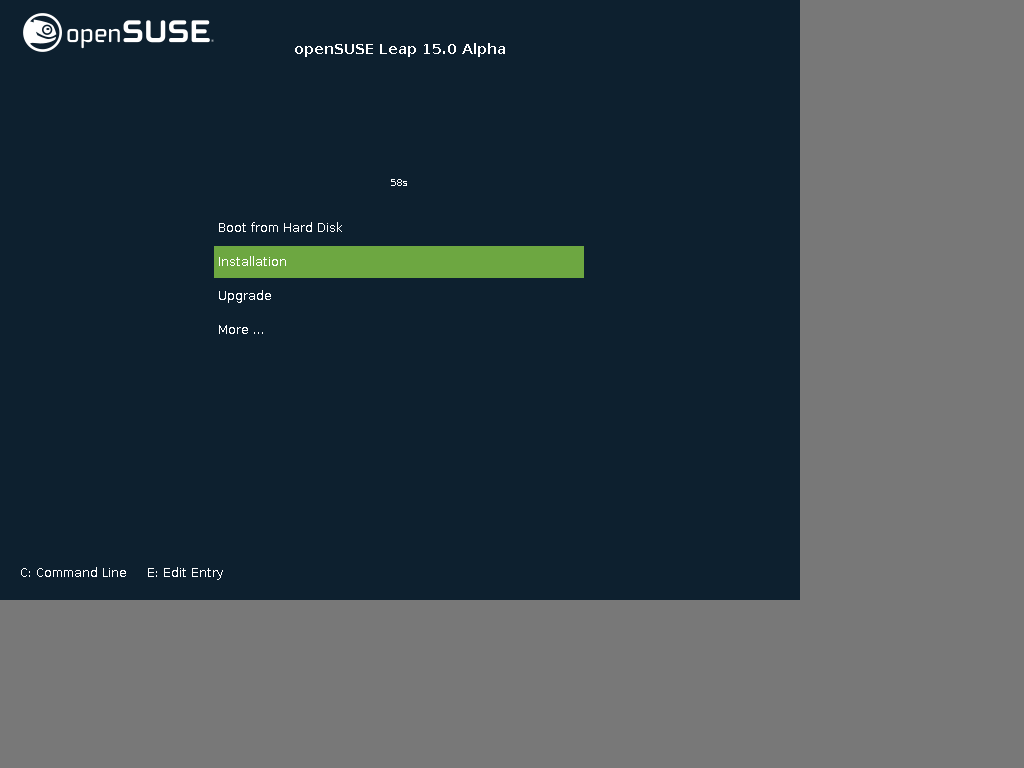 openSUSE.
openSUSE Leap 15.0 Alpha
58s
Boot from Hard Disk
Installation
Upgrade
More ...
C: Command Line E: Edit Entry